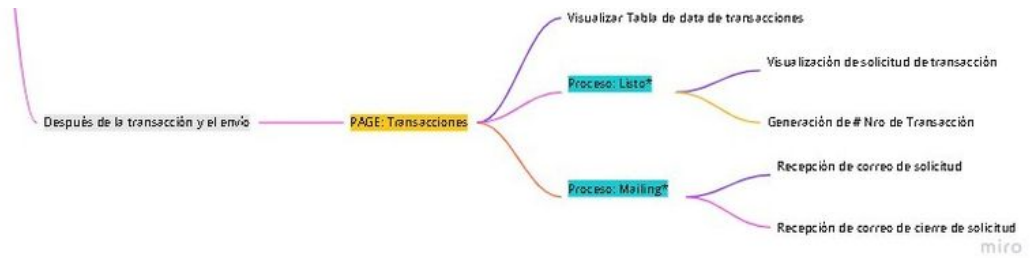 Visualizar Tabla de data de transacciones
Visualización de solicitud de transacción
Proceso: Listo*
Después de la transacción y el envío
PAGE: Transacciones
Generación de # Nro de Transacción
Recepción de correo de solicitud
Proceso: Mailing*
Recepción de correo de cierre de solicitud
miro